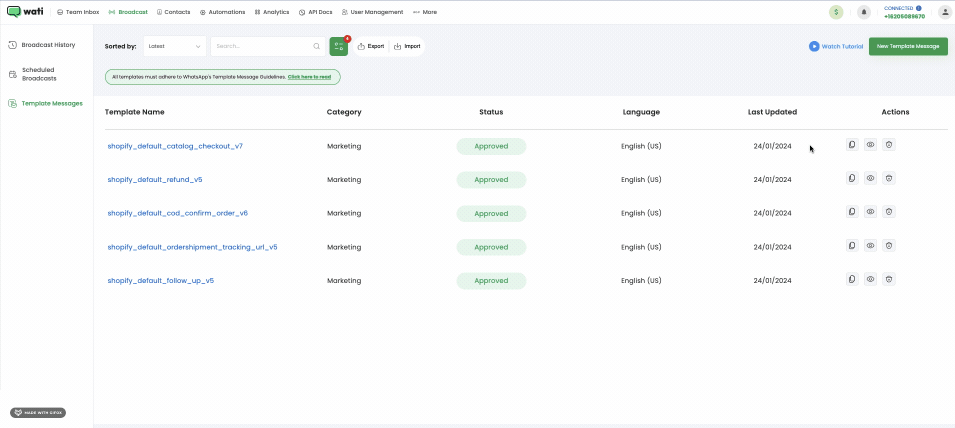 wati Team Inbox Broadcast Contacts Automations Analytics API Docs User Management More $ CONNECTED +16205089670
Broadcast History
Scheduled Broadcasts
Template Messages
Sorted by: Latest Search... 4 Export Import Watch Tutorial New Template Message
All templates must adhere to WhatsApp's Template Message Guidelines. Click here to read
Template Name Category Status Language Last Updated Actions
shopify_default_catalog_checkout_v7 Marketing Approved English (US) 24/01/2024
shopify_default_refund_v5 Marketing Approved English (US) 24/01/2024
shopify_default_cod_confirm_order_v6 Marketing Approved English (US) 24/01/2024
shopify_default_ordershipment_tracking_url_v5 Marketing Approved English (US) 24/01/2024
shopify_default_follow_up_v5 Marketing Approved English (US) 24/01/2024
MADE WITH GIFOX